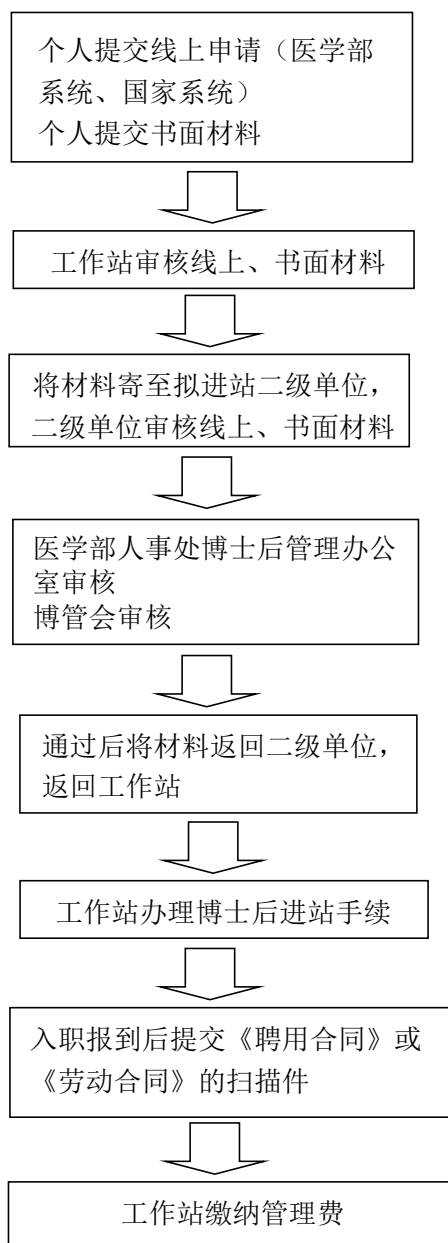 个人提交线上申请（医学部
系统、国家系统）
个人提交书面材料
工作站审核线上、书面材料
将材料寄至拟进站二级单位，
二级单位审核线上、书面材料
医学部人事处博士后管理办公
室审核
博管会审核
通过后将材料返回二级单位，
返回工作站
工作站办理博士后进站手续
入职报到后提交《聘用合同》或
《劳动合同》的扫描件
工作站缴纳管理费